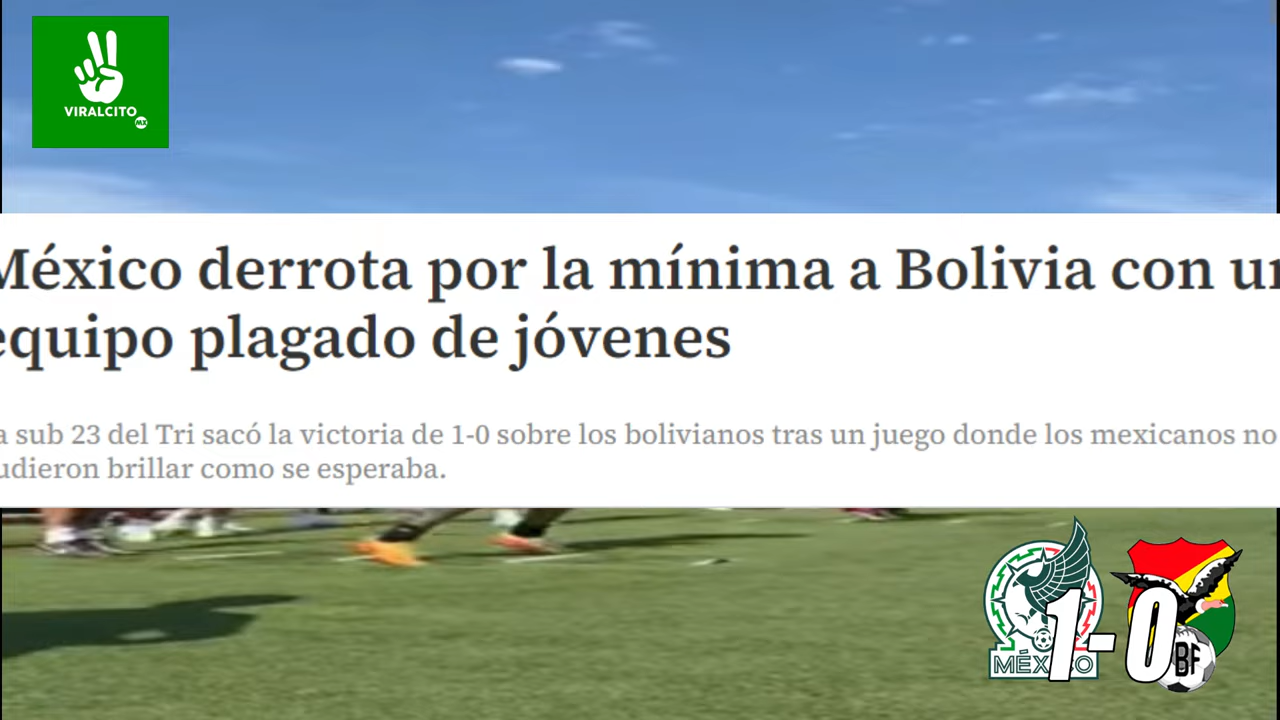 VIRALCITO
MX
México derrota por la mínima a Bolivia con un
equipo plagado de jóvenes
a sub 23 del Tri sacó la victoria de 1-0 sobre los bolivianos tras un juego donde los mexicanos no
udieron brillar como se esperaba.
1-0
MÉXICO
BF